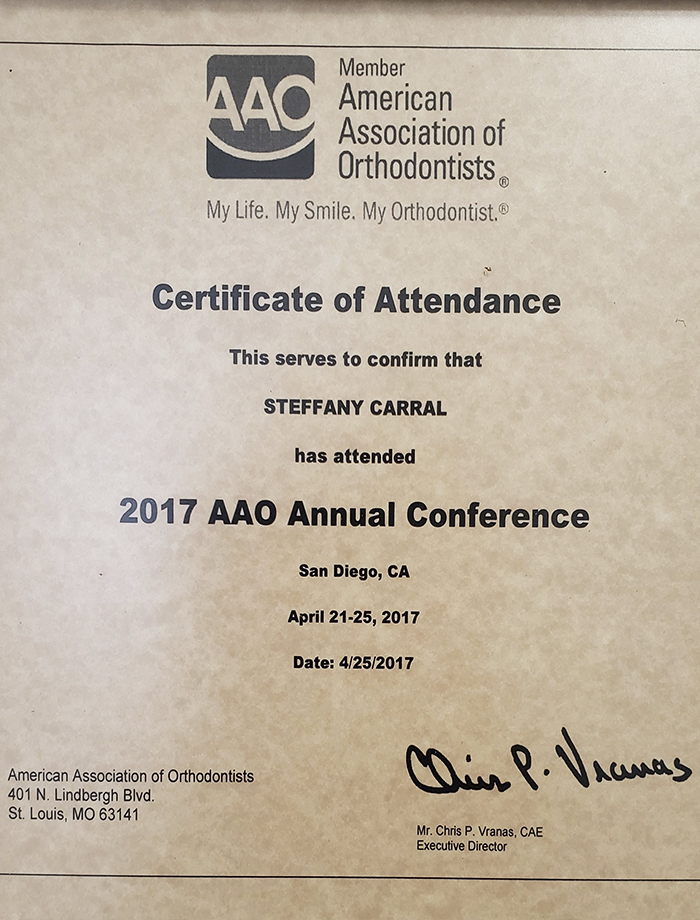 AAO
Member
American
Association of
Orthodontists®
My Life. My Smile. My Orthodontist.®
Certificate of Attendance
This serves to confirm that
STEFFANY CARRAL
has attended
2017 AAO Annual Conference
San Diego, CA
April 21-25, 2017
Date: 4/25/2017
Chris P. Vranas
American Association of Orthodontists
401 N. Lindbergh Blvd.
St. Louis, MO 63141
Mr. Chris P. Vranas, CAE
Executive Director